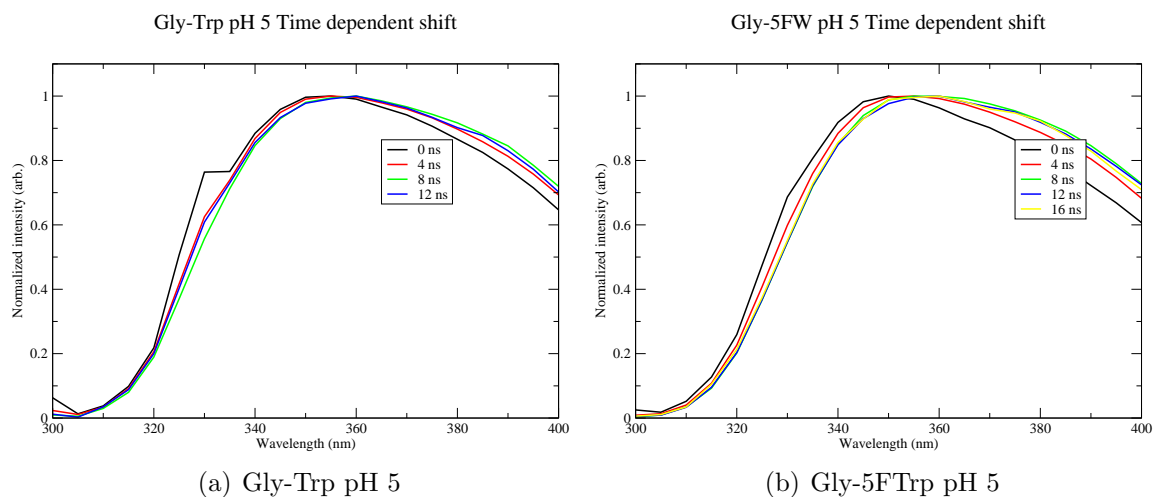 Gly-Trp pH 5 Time dependent shift
Gly-5FW pH 5 Time dependent shift
Normalized intensity (arb.)
1
0.8
0.6
0.4
0.2
0
300
320
340
360
380
400
Wavelength (nm)
0 ns
4 ns
8 ns
12 ns
Normalized intensity (arb.)
1
0.8
0.6
0.4
0.2
0
300
320
340
360
380
400
Wavelength (nm)
0 ns
4 ns
8 ns
12 ns
16 ns
(a) Gly-Trp pH 5
(b) Gly-5FTrp pH 5